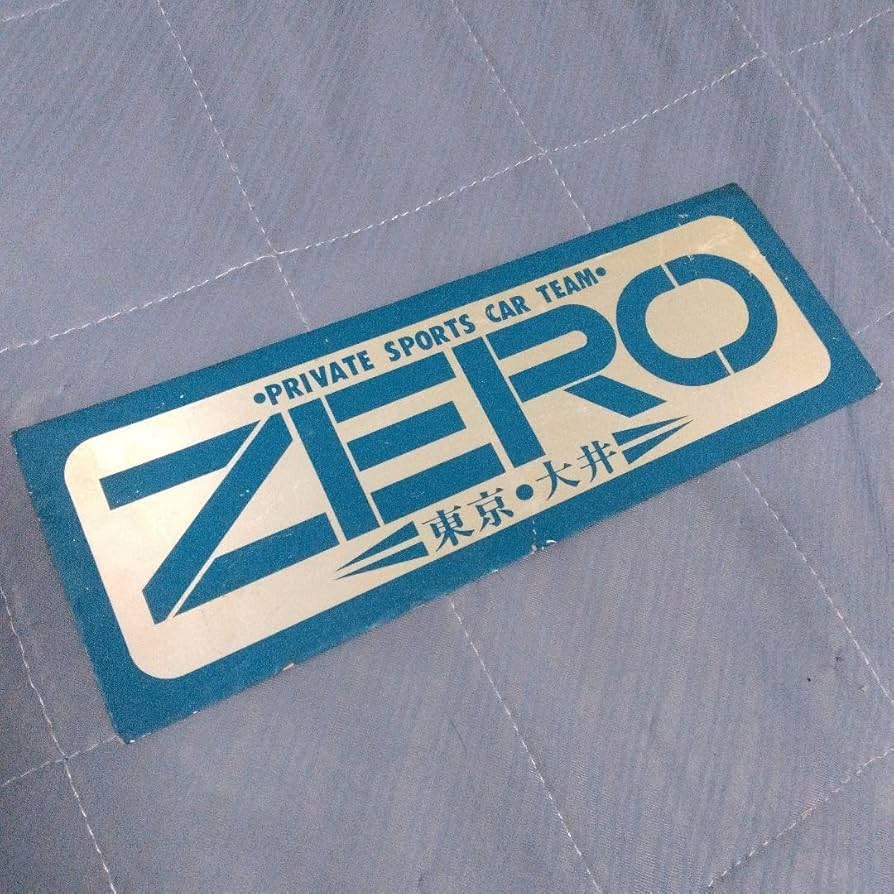 •PRIVATE SPORTS CAR TEAM•
ZERO
東京•大井